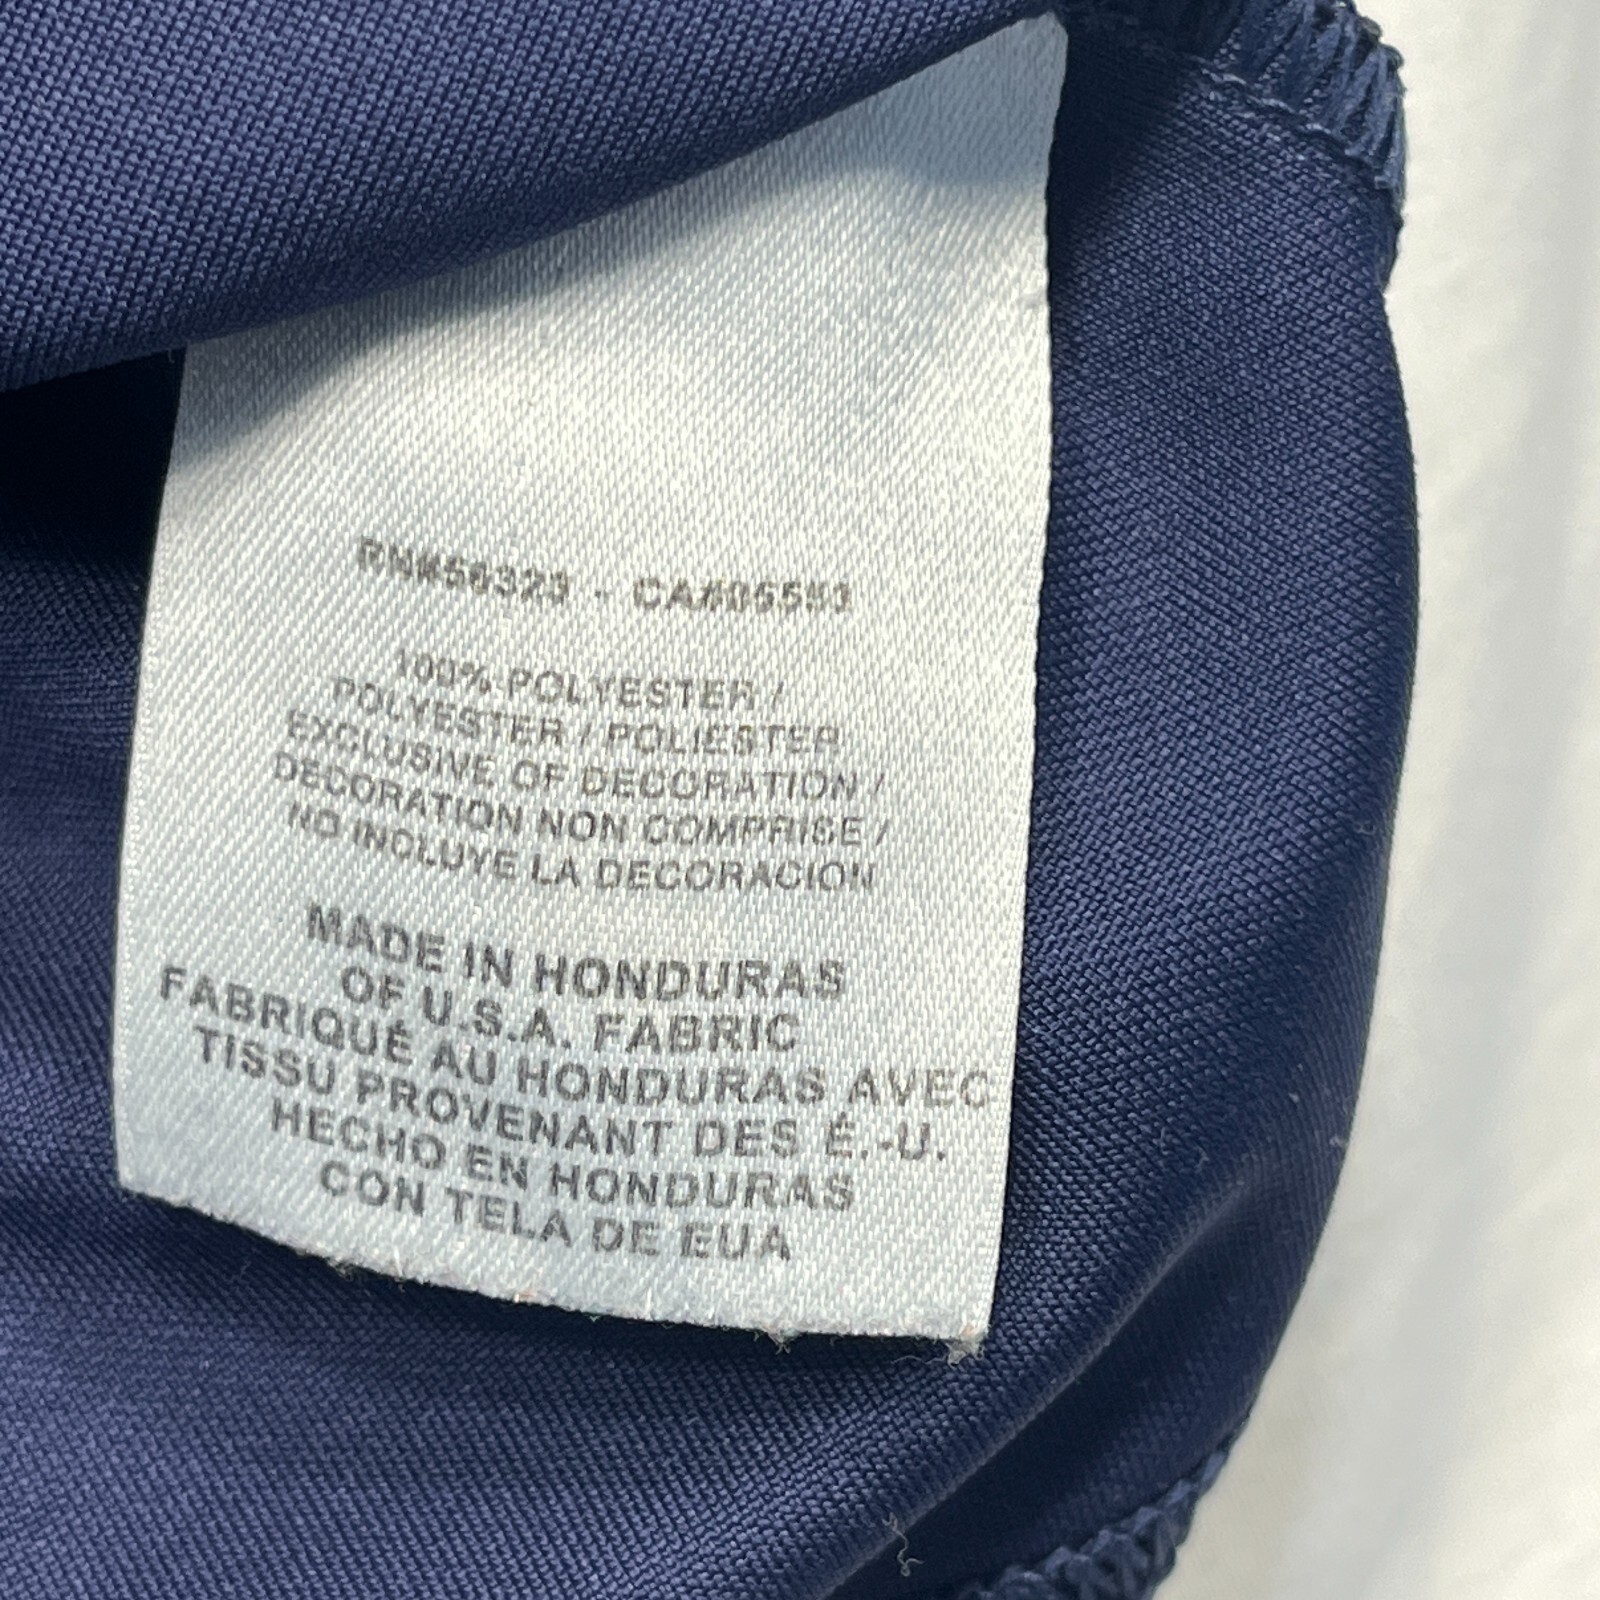 RN#56323 - CA#06553
100% POLYESTER /
POLYESTER / POLIESTER
EXCLUSIVE OF DECORATION /
DECORATION NON COMPRISE /
NO INCLUYE LA DECORACION
MADE IN HONDURAS
OF U.S.A. FABRIC
FABRIQUÉ AU HONDURAS AVEC
TISSU PROVENANT DES É.-U.
HECHO EN HONDURAS
CON TELA DE EUA